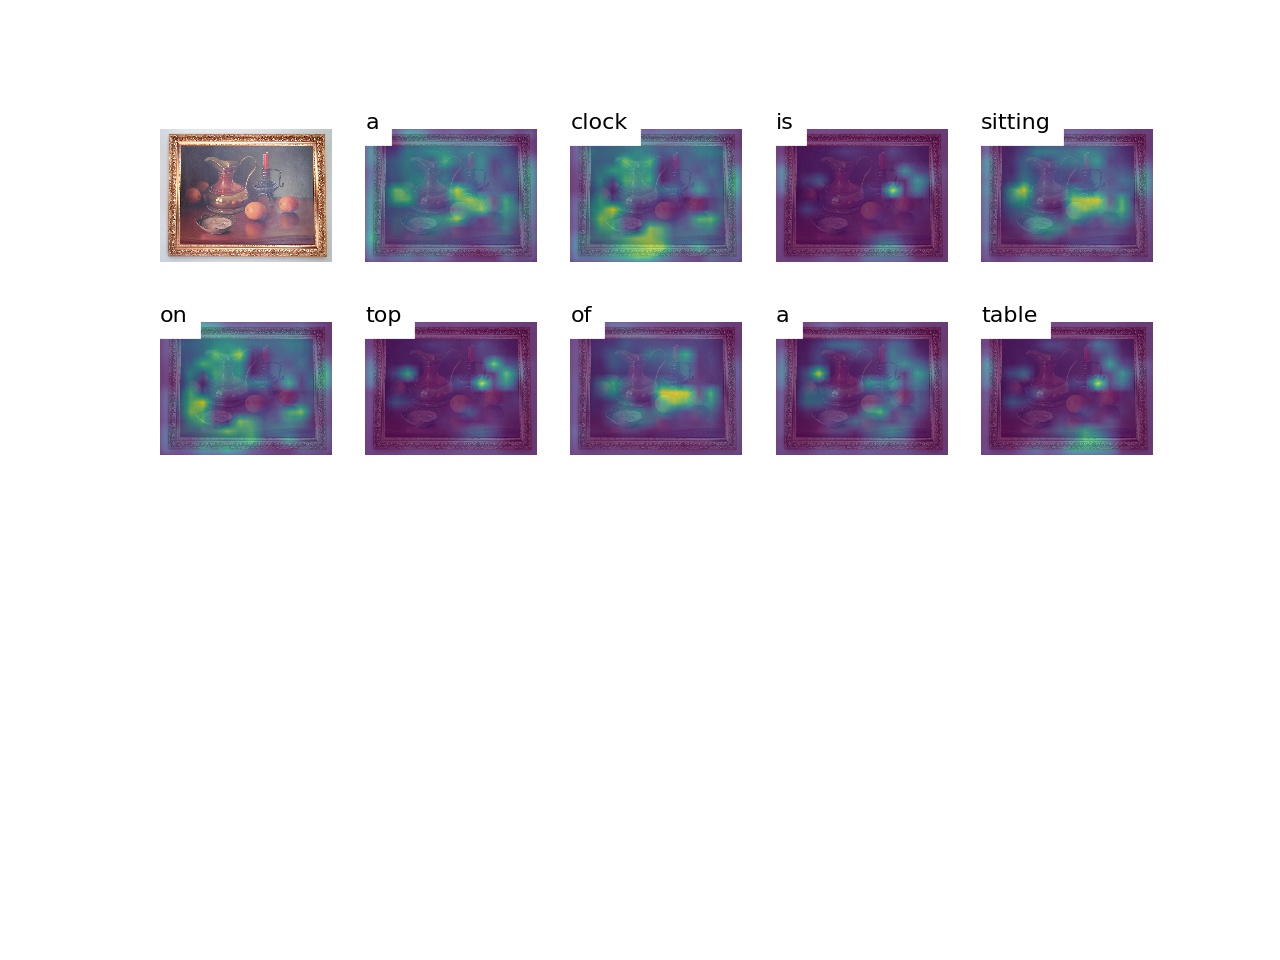 a clock is sitting
on top of a table